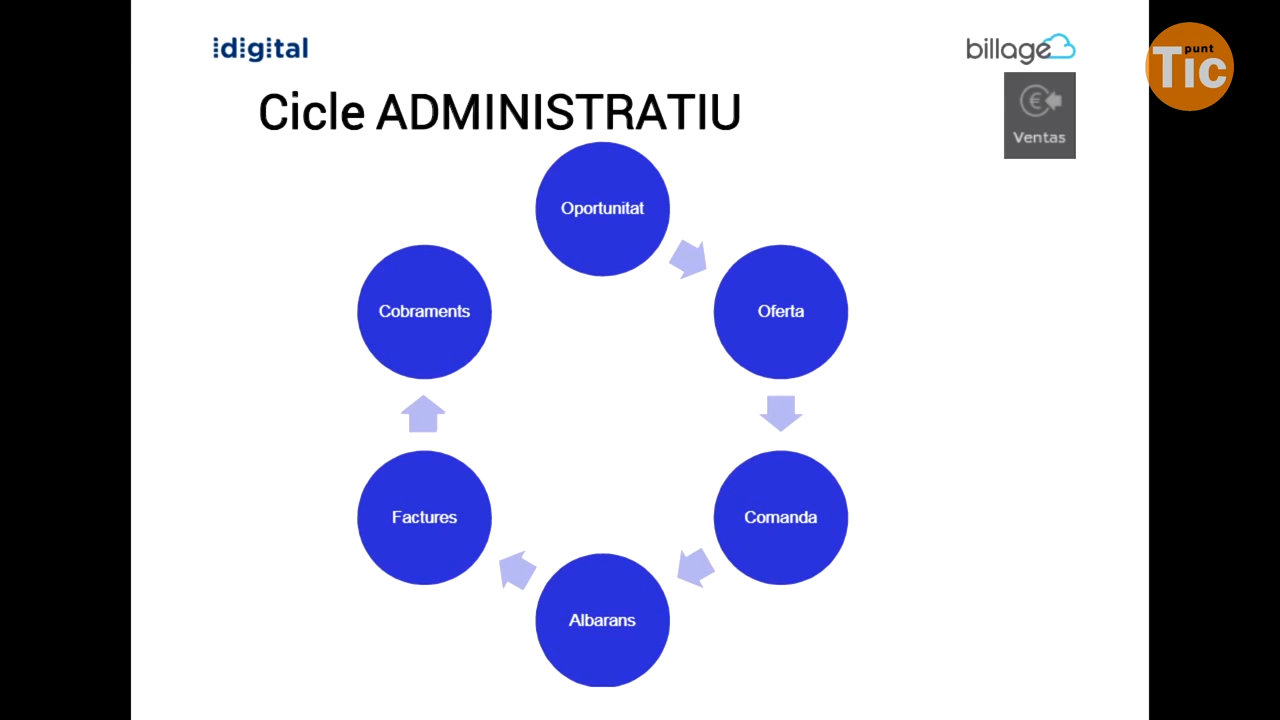 idigital
billage
punt
Tic
Cicle ADMINISTRATIU
€
Ventas
Oportunitat
Oferta
Comanda
Albarans
Factures
Cobraments